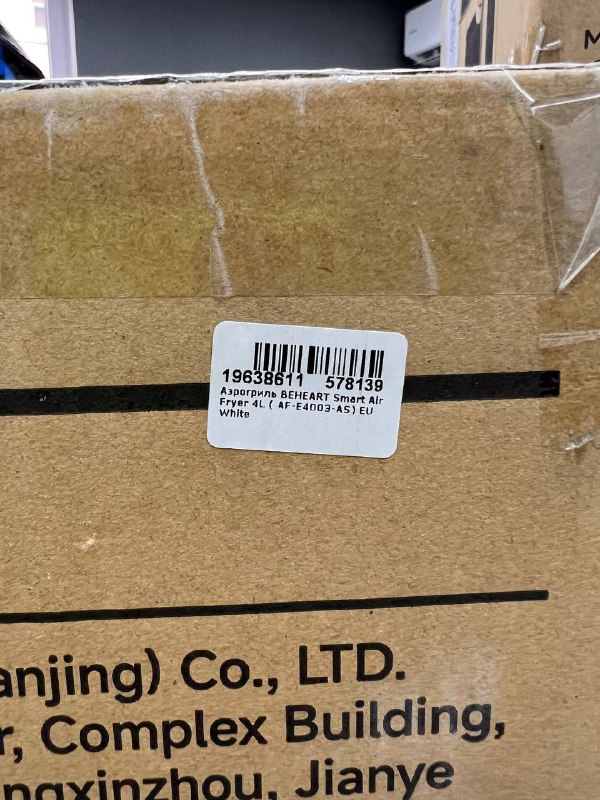 M
19638611 578139
Аэрогриль BEHEART Smart Air
Fryer 4L ( AF-E4003-AS) EU
White
anjing) Co., LTD.
r, Complex Building,
ngxinzhou, Jianye